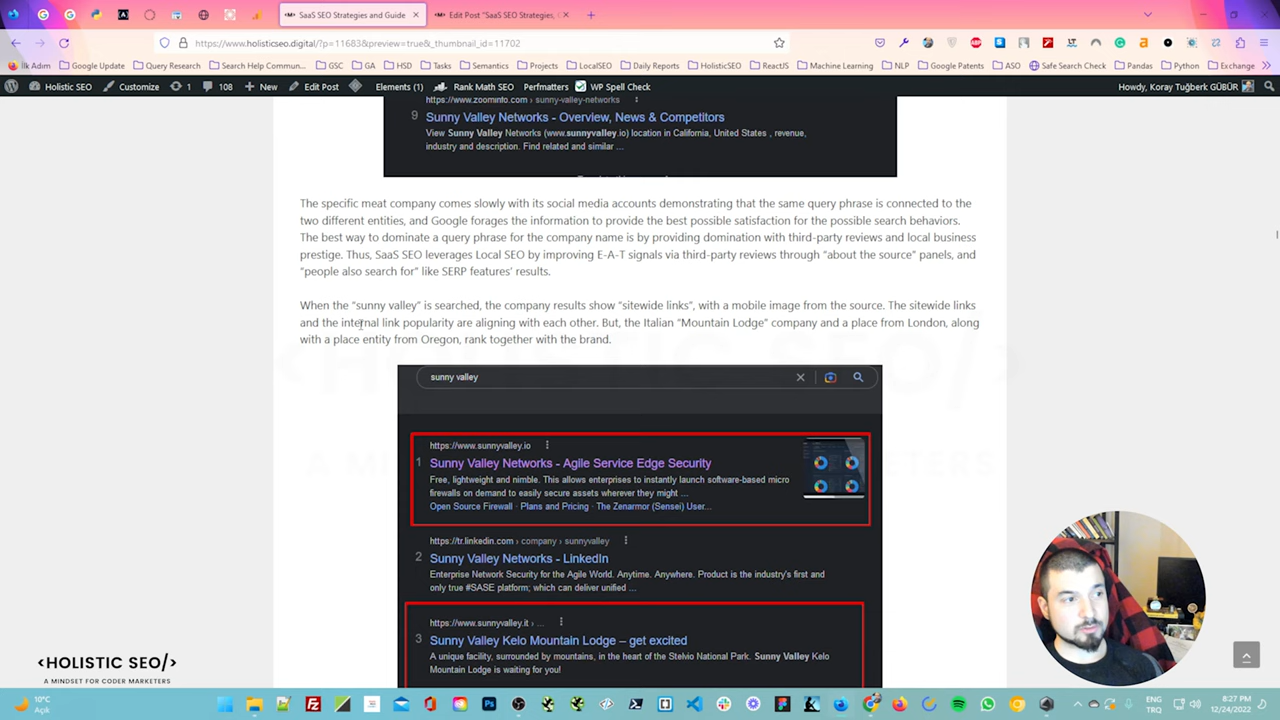 SaaS SEO Strategies and Guide
Edit Post "SaaS SEO Strategies,
https://www.holisticseo.digital/?p=11683&preview=true&_thumbnail_id=11702
İlk Adım
Google Update
Query Research
Search Help Commun...
GSC
GA
HSD
Tasks
Semantics
Projects
LocalSEO
Daily Reports
HolisticSEO
ReactJS
Machine Learning
NLP
Google Patents
ASO
Safe Search Check
Pandas
Python
Exchange
Holistic SEO
Customize
1
108
New
Edit Post
Elements (1)
Rank Math SEO
Perfmatters
WP Spell Check
Howdy, Koray Tuğberk GÜBÜR
https://www.zoominfo.com › sunny-valley-networks
9
Sunny Valley Networks - Overview, News & Competitors
View Sunny Valley Networks (www.sunnyvalley.io) location in California, United States , revenue,
industry and description. Find related and similar ...
The specific meat company comes slowly with its social media accounts demonstrating that the same query phrase is connected to the
two different entities, and Google forages the information to provide the best possible satisfaction for the possible search behaviors.
The best way to dominate a query phrase for the company name is by providing domination with third-party reviews and local business
prestige. Thus, SaaS SEO leverages Local SEO by improving E-A-T signals via third-party reviews through "about the source" panels, and
"people also search for" like SERP features' results.
When the "sunny valley" is searched, the company results show "sitewide links", with a mobile image from the source. The sitewide links
and the internal link popularity are aligning with each other. But, the Italian "Mountain Lodge" company and a place from London, along
with a place entity from Oregon, rank together with the brand.
sunny valley
https://www.sunnyvalley.io
1
Sunny Valley Networks - Agile Service Edge Security
Free, lightweight and nimble. This allows enterprises to instantly launch software-based micro
firewalls on demand to easily secure assets wherever they might ...
Open Source Firewall · Plans and Pricing · The Zenarmor (Sensei) User...
https://tr.linkedin.com › company › sunnyvalley
2
Sunny Valley Networks - LinkedIn
Enterprise Network Security for the Agile World. Anytime. Anywhere. Product is the industry's first and
only true #SASE platform; which can deliver unified ...
https://www.sunnyvalley.it › ...
3
Sunny Valley Kelo Mountain Lodge – get excited
A unique facility, surrounded by mountains, in the heart of the Stelvio National Park. Sunny Valley Kelo
Mountain Lodge is waiting for you!
<HOLISTIC SEO/>
A MINDSET FOR CODER MARKETERS
10°C
Açık
ENG
TRQ
8:27 PM
12/24/2022